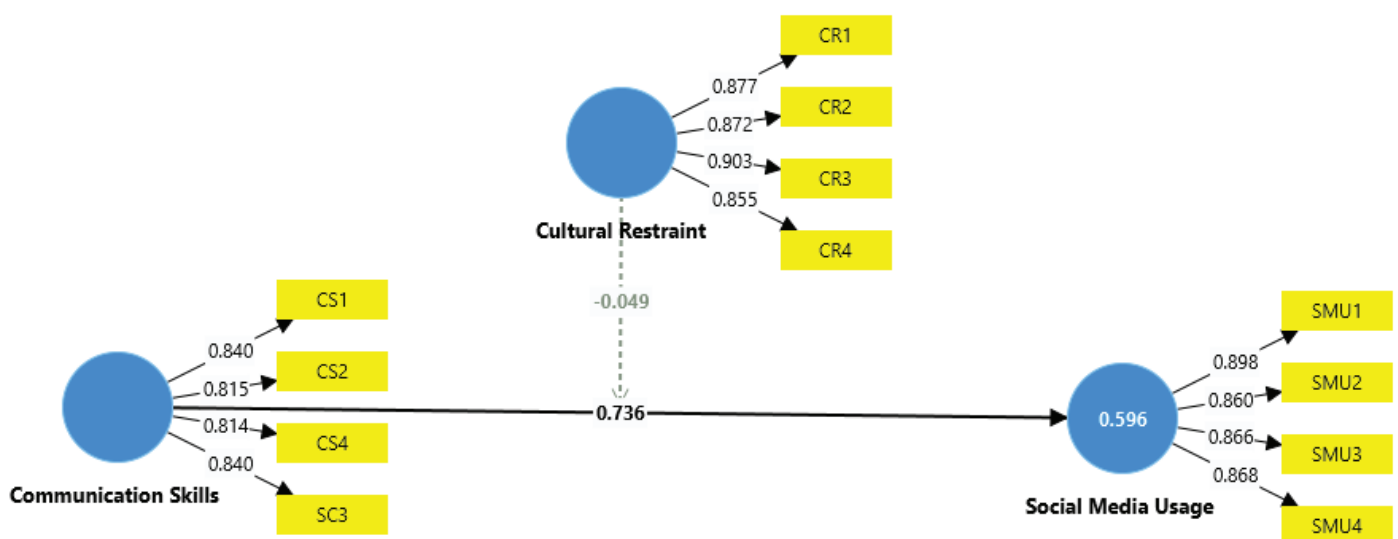 CR1
0.877
CR2
0.872
0.903
CR3
0.855
Cultural Restraint
CR4
-0.049
CS1
0.840
CS2
0.815
0.814
CS4
0.840
Communication Skills
SC3
0.736
SMU1
0.898
SMU2
0.860
0.596
0.866
SMU3
0.868
Social Media Usage
SMU4